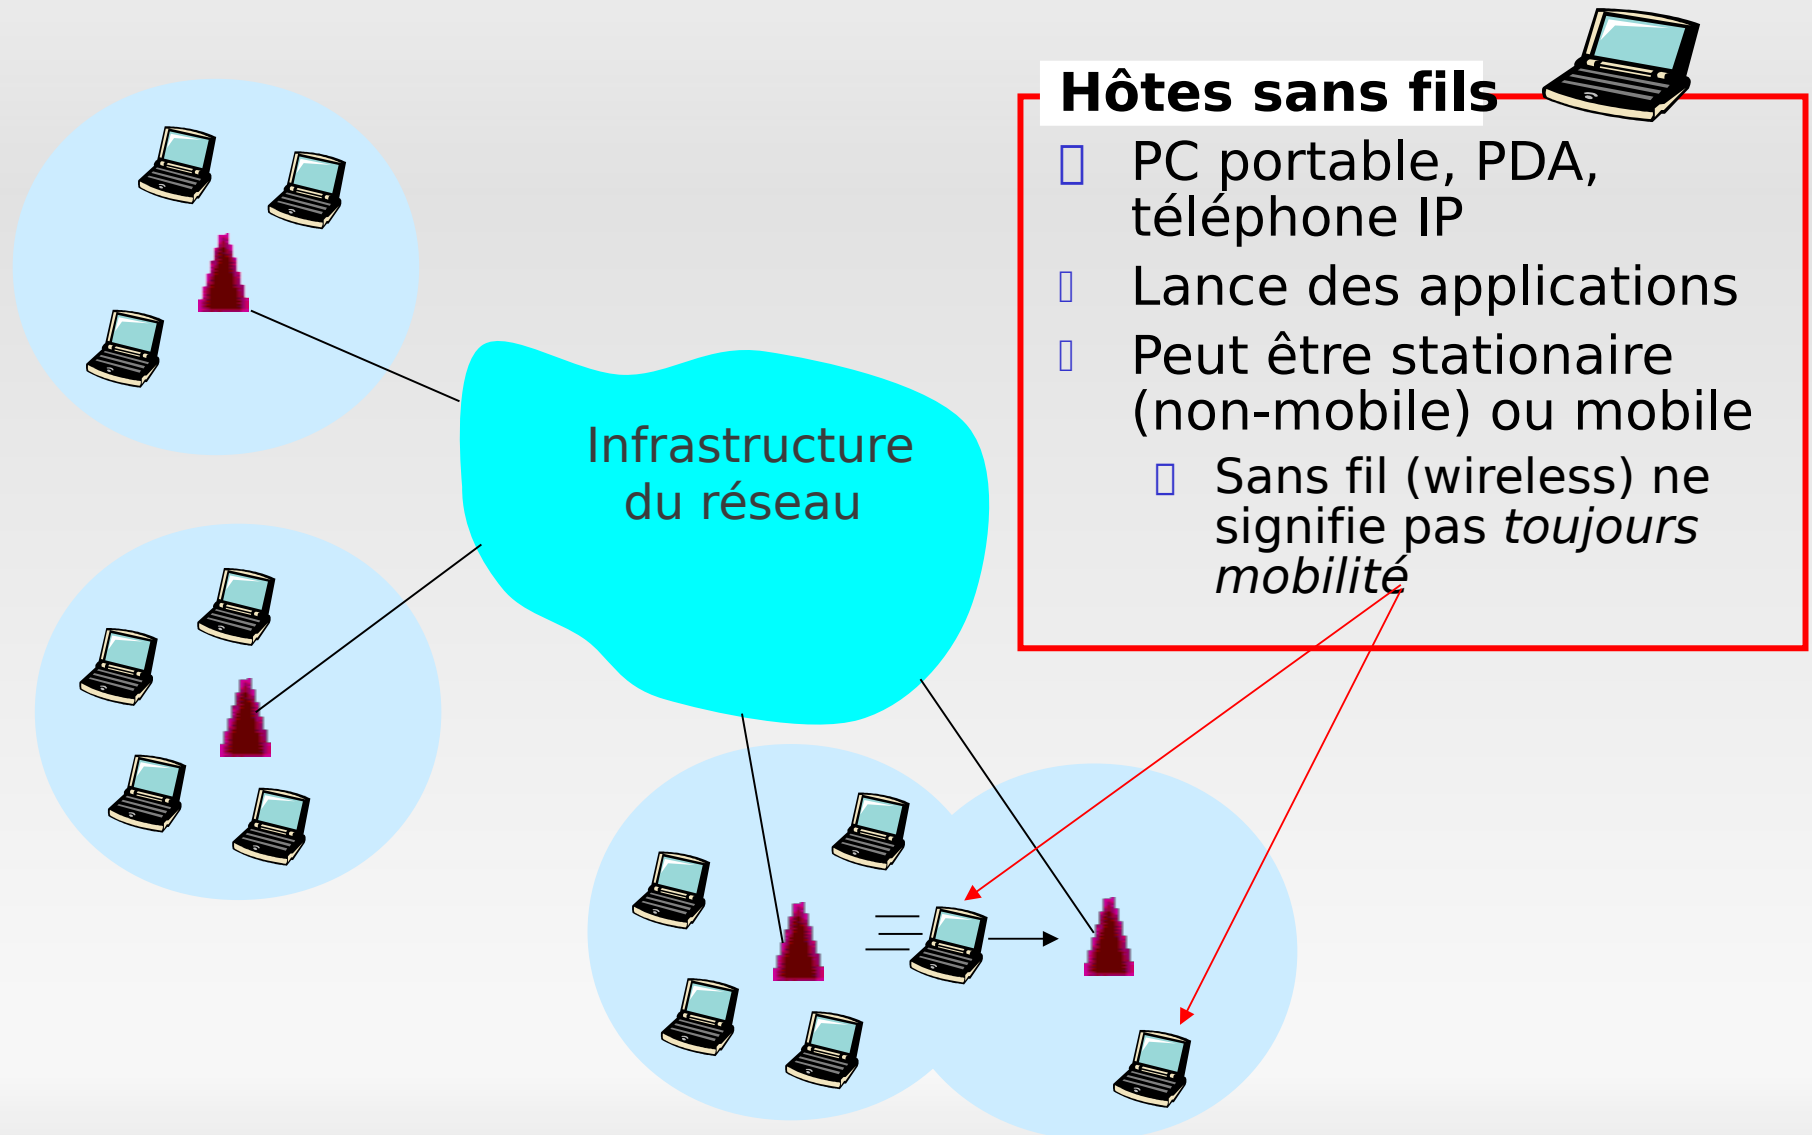 Hôtes sans fils
PC portable, PDA,
téléphone IP
Lance des applications
Peut être stationaire
(non-mobile) ou mobile
Sans fil (wireless) ne
signifie pas toujours
mobilité
Infrastructure
du réseau